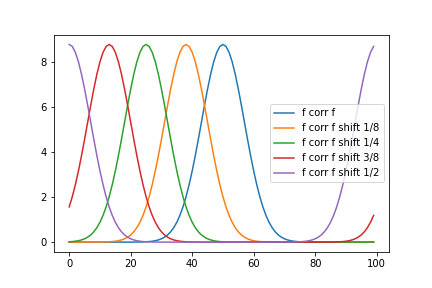 8
6
4
2
0
f corr f
f corr f shift 1/8
f corr f shift 1/4
f corr f shift 3/8
f corr f shift 1/2
0 20 40 60 80 100